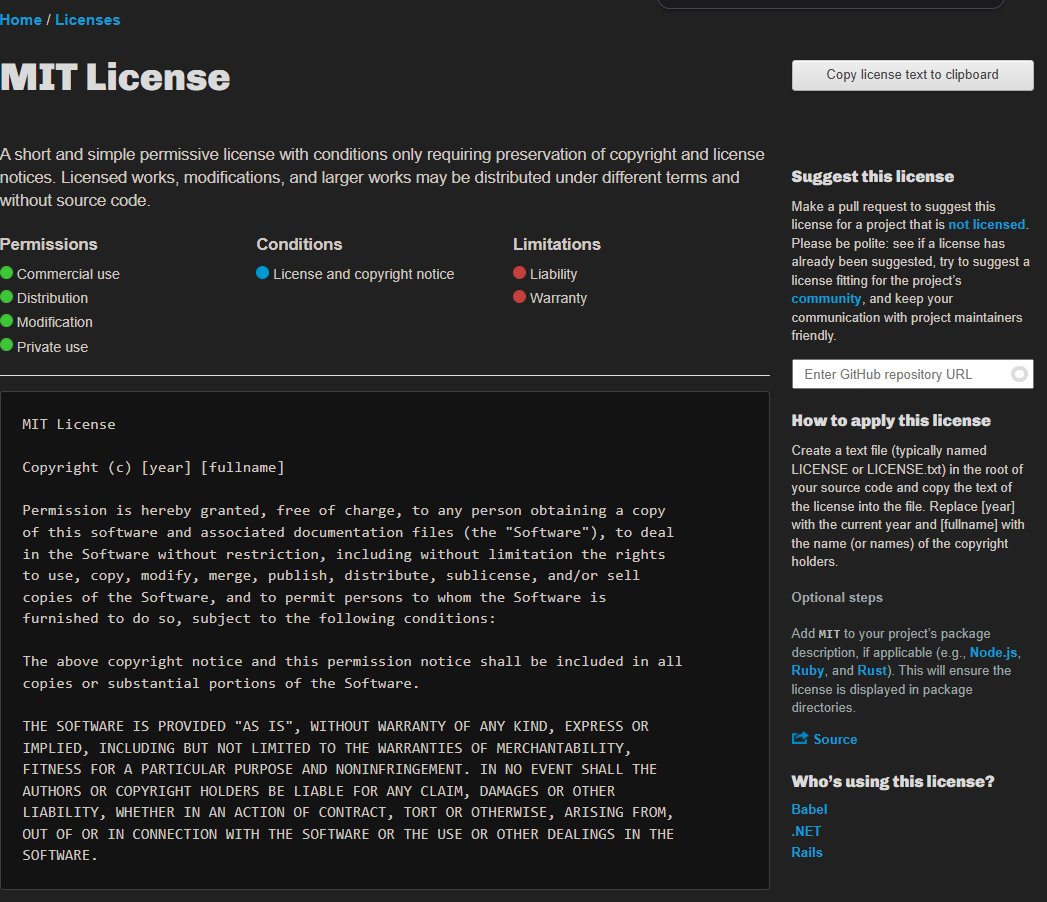 Home / Licenses
MIT License
Copy license text to clipboard
A short and simple permissive license with conditions only requiring preservation of copyright and license
notices. Licensed works, modifications, and larger works may be distributed under different terms and
without source code.
Permissions
Commercial use
Distribution
Modification
Private use
Conditions
License and copyright notice
Limitations
Liability
Warranty
MIT License
Copyright (c) [year] [fullname]
Permission is hereby granted, free of charge, to any person obtaining a copy
of this software and associated documentation files (the "Software"), to deal
in the Software without restriction, including without limitation the rights
to use, copy, modify, merge, publish, distribute, sublicense, and/or sell
copies of the Software, and to permit persons to whom the Software is
furnished to do so, subject to the following conditions:
The above copyright notice and this permission notice shall be included in all
copies or substantial portions of the Software.
THE SOFTWARE IS PROVIDED "AS IS", WITHOUT WARRANTY OF ANY KIND, EXPRESS OR
IMPLIED, INCLUDING BUT NOT LIMITED TO THE WARRANTIES OF MERCHANTABILITY,
FITNESS FOR A PARTICULAR PURPOSE AND NONINFRINGEMENT. IN NO EVENT SHALL THE
AUTHORS OR COPYRIGHT HOLDERS BE LIABLE FOR ANY CLAIM, DAMAGES OR OTHER
LIABILITY, WHETHER IN AN ACTION OF CONTRACT, TORT OR OTHERWISE, ARISING FROM,
OUT OF OR IN CONNECTION WITH THE SOFTWARE OR THE USE OR OTHER DEALINGS IN THE
SOFTWARE.
Suggest this license
Make a pull request to suggest this
license for a project that is not licensed.
Please be polite: see if a license has
already been suggested, try to suggest a
license fitting for the project's
community, and keep your
communication with project maintainers
friendly.
Enter GitHub repository URL
How to apply this license
Create a text file (typically named
LICENSE or LICENSE.txt) in the root of
your source code and copy the text of
the license into the file. Replace [year]
with the current year and [fullname] with
the name (or names) of the copyright
holders.
Optional steps
Add MIT to your project's package
description, if applicable (e.g., Node.js,
Ruby, and Rust). This will ensure the
license is displayed in package
directories.
Source
Who's using this license?
Babel
.NET
Rails